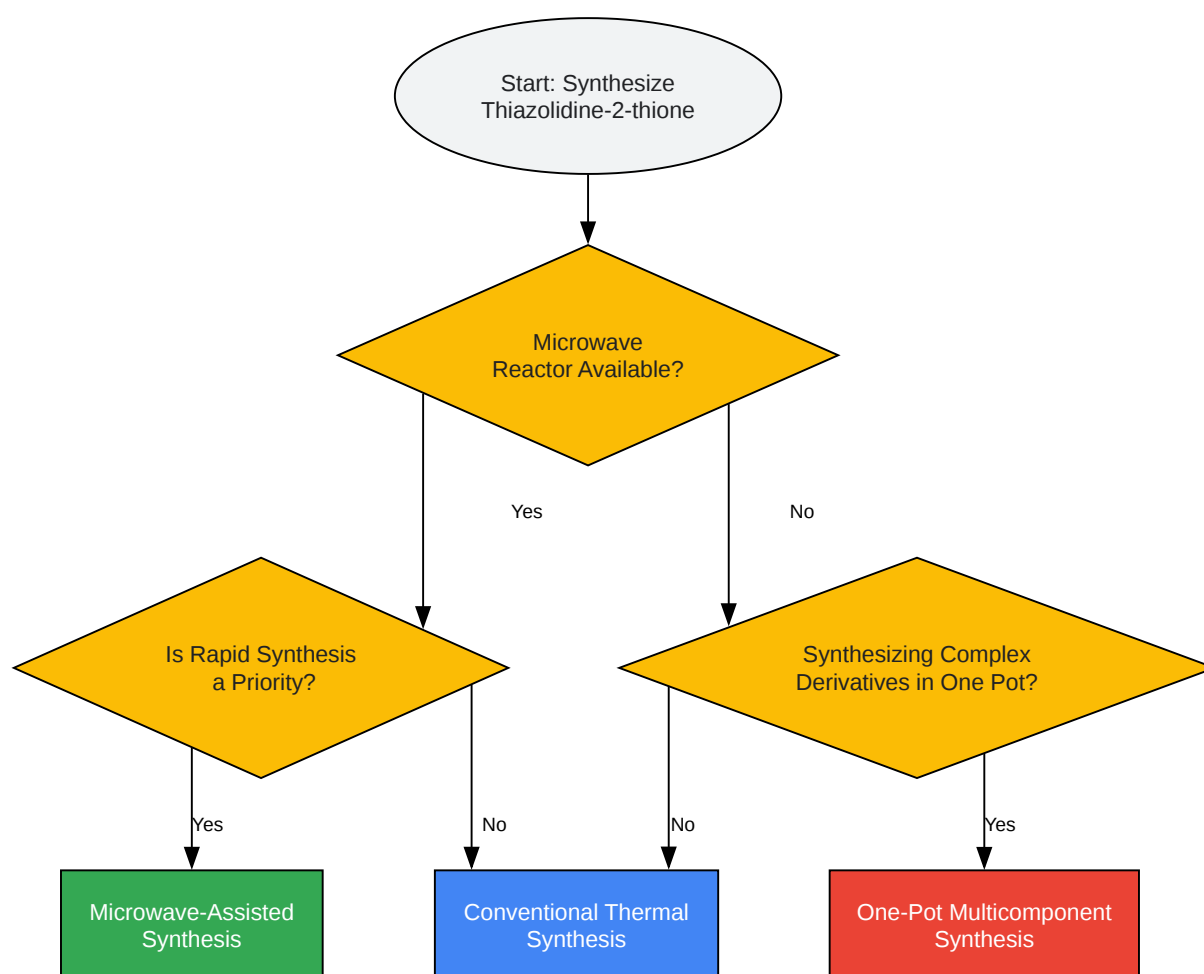 Start: Synthesize
Thiazolidine-2-thione
Microwave
Reactor Available?
Yes
No
Is Rapid Synthesis
a Priority?
Synthesizing Complex
Derivatives in One Pot?
Yes
No
No
Yes
Microwave-Assisted
Synthesis
Conventional Thermal
Synthesis
One-Pot Multicomponent
Synthesis